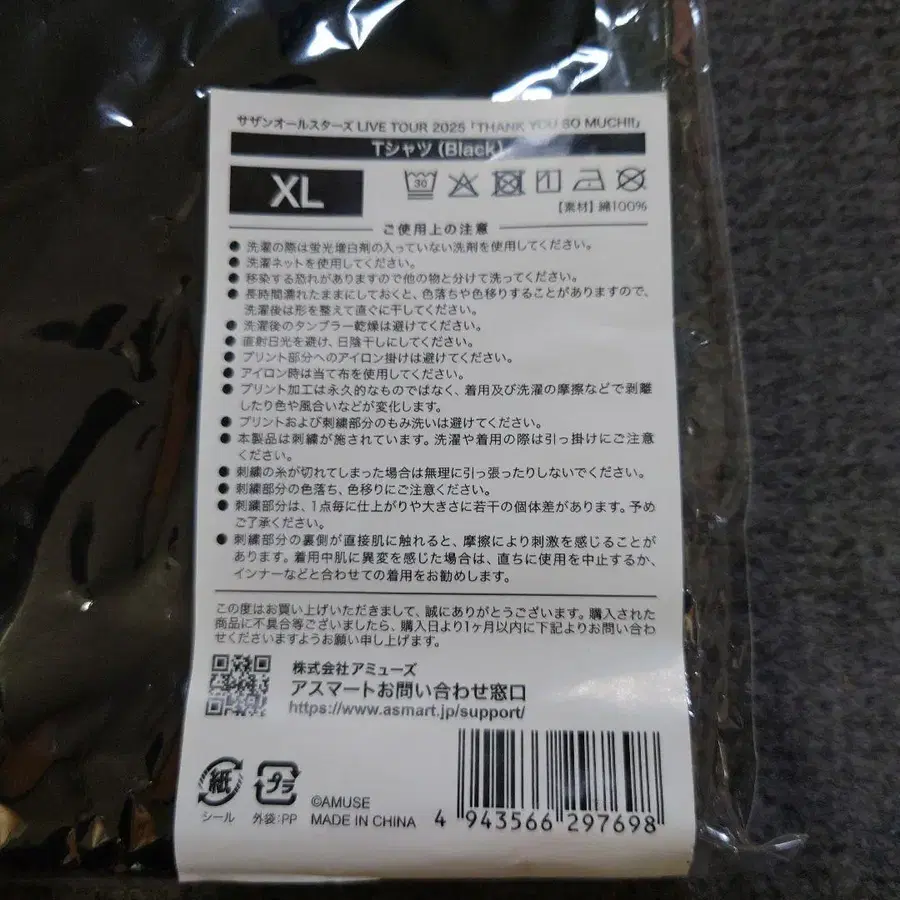 サザンオールスターズ LIVE TOUR 2025「THANK YOU SO MUCH!!」
Tシャツ (Black)
XL
30
【素材】綿100%
ご使用上の注意
●洗濯の際は蛍光増白剤の入っていない洗剤を使用してください。
●洗濯ネットを使用してください。
●移染する恐れがありますので他の物と分けて洗ってください。
●長時間濡れたままにしておくと、色落ちや色移りすることがありますので、
洗濯後は形を整えて直ぐに干してください。
●洗濯後のタンブラー乾燥は避けてください。
●直射日光を避け、日陰干しにしてください。
●プリント部分へのアイロン掛けは避けてください。
●アイロン時は当て布を使用してください。
●プリント加工は永久的なものではなく、着用及び洗濯の摩擦などで剥離
したり色や風合いなどが変化します。
●プリントおよび刺繍部分のもみ洗いは避けてください。
●本製品は刺繍が施されています。洗濯や着用の際は引っ掛けにご注意
ください。
●刺繍の糸が切れてしまった場合は無理に引っ張ったりしないでください。
●刺繍部分の色落ち、色移りにご注意ください。
●刺繍部分は、1点毎に仕上がりや大きさに若干の個体差があります。予め
ご了承ください。
●刺繍部分の裏側が直接肌に触れると、摩擦により刺激を感じることが
あります。着用中肌に異変を感じた場合は、直ちに使用を中止するか、
インナーなどと合わせての着用をお勧めします。
この度はお買い上げいただきまして、誠にありがとうございます。購入された
商品に不具合等ございましたら、購入日より1ヶ月以内に下記よりお問い合わ
せくださいますようお願い申し上げます。
株式会社アミューズ
アスマートお問い合わせ窓口
https://www.asmart.jp/support/
紙
シール
プラ
外袋:PP
©AMUSE
MADE IN CHINA
4 943566 297698